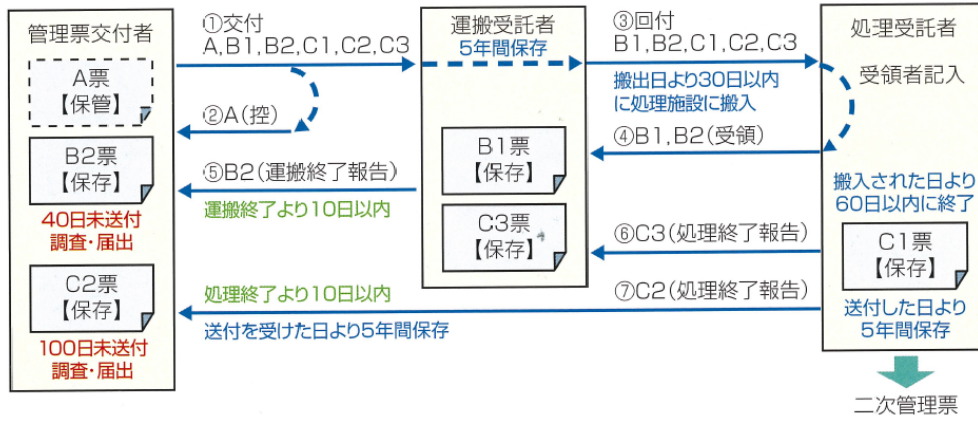 管理票交付者
A票
【保管】
B2票
【保存】
40日未送付
調査・届出
C2票
【保存】
100日未送付
調査・届出
①交付
A,B1,B2,C1,C2,C3
②A(控)
⑤B2(運搬終了報告)
運搬終了より10日以内
処理終了より10日以内
送付を受けた日より5年間保存
運搬受託者
5年間保存
B1票
【保存】
C3票
【保存】
③回付
B1,B2,C1,C2,C3
搬出日より30日以内
に処理施設に搬入
④B1,B2(受領)
⑥C3(処理終了報告)
⑦C2(処理終了報告)
処理受託者
受領者記入
搬入された日より
60日以内に終了
C1票
【保存】
送付した日より
5年間保存
二次管理票